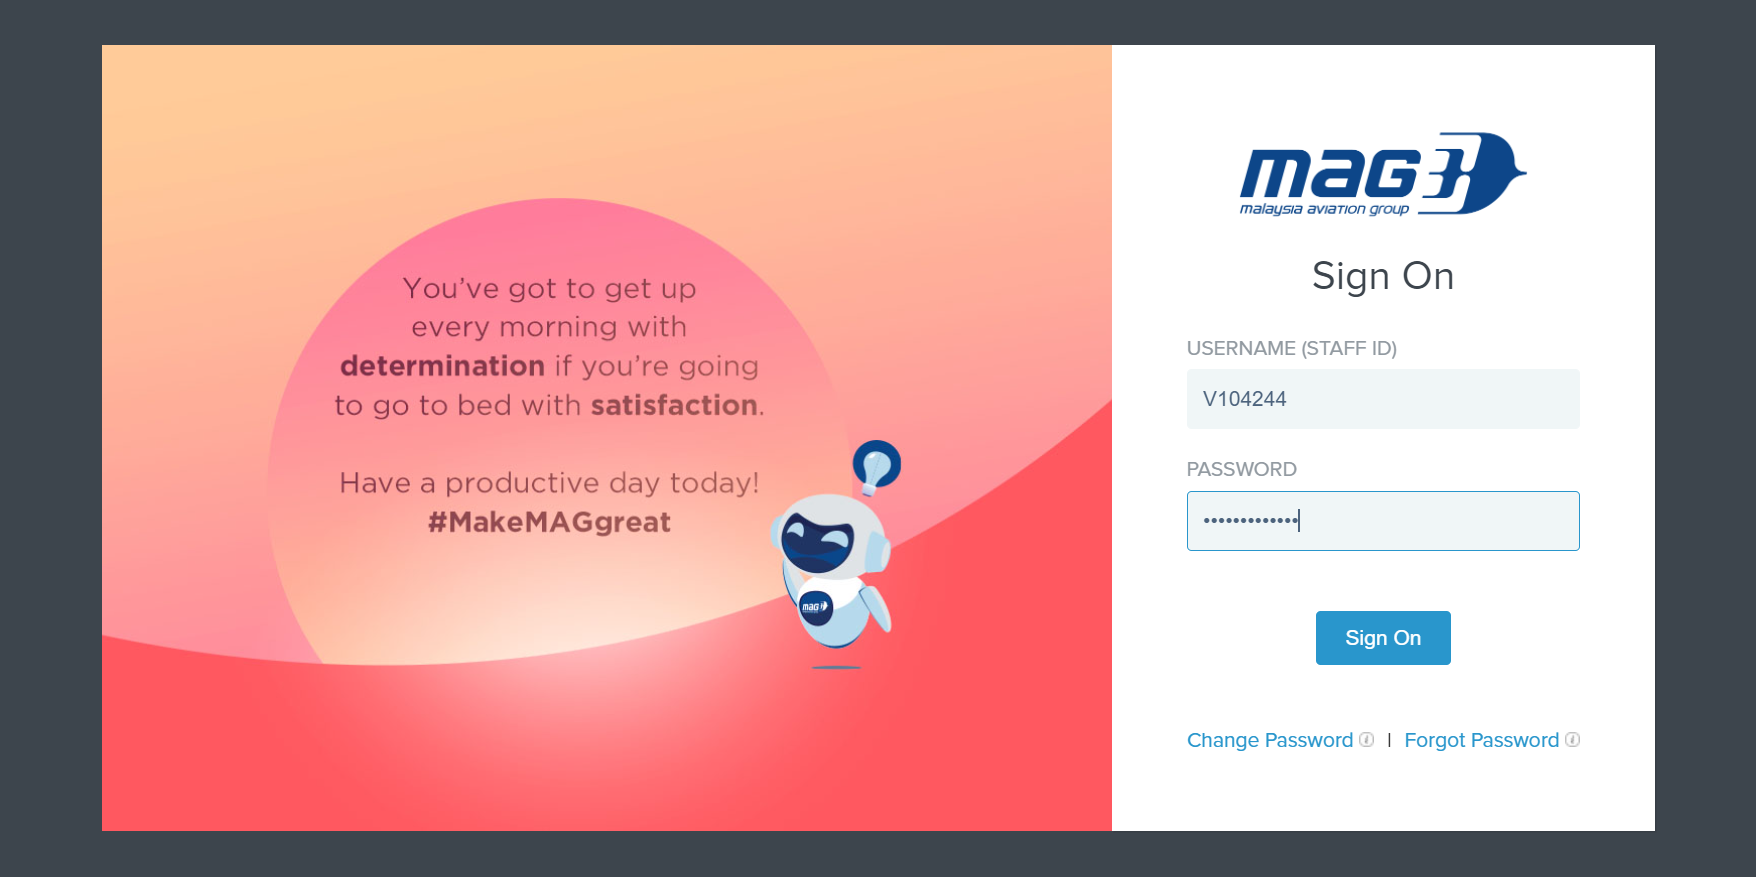 You've got to get up
every morning with
determination if you're going
to go to bed with satisfaction.
Have a productive day today!
#MakeMAGgreat
mag
mag
malaysia aviation group
Sign On
USERNAME (STAFF ID)
V104244
PASSWORD
•••••••••••••
Sign On
Change Password i | Forgot Password i